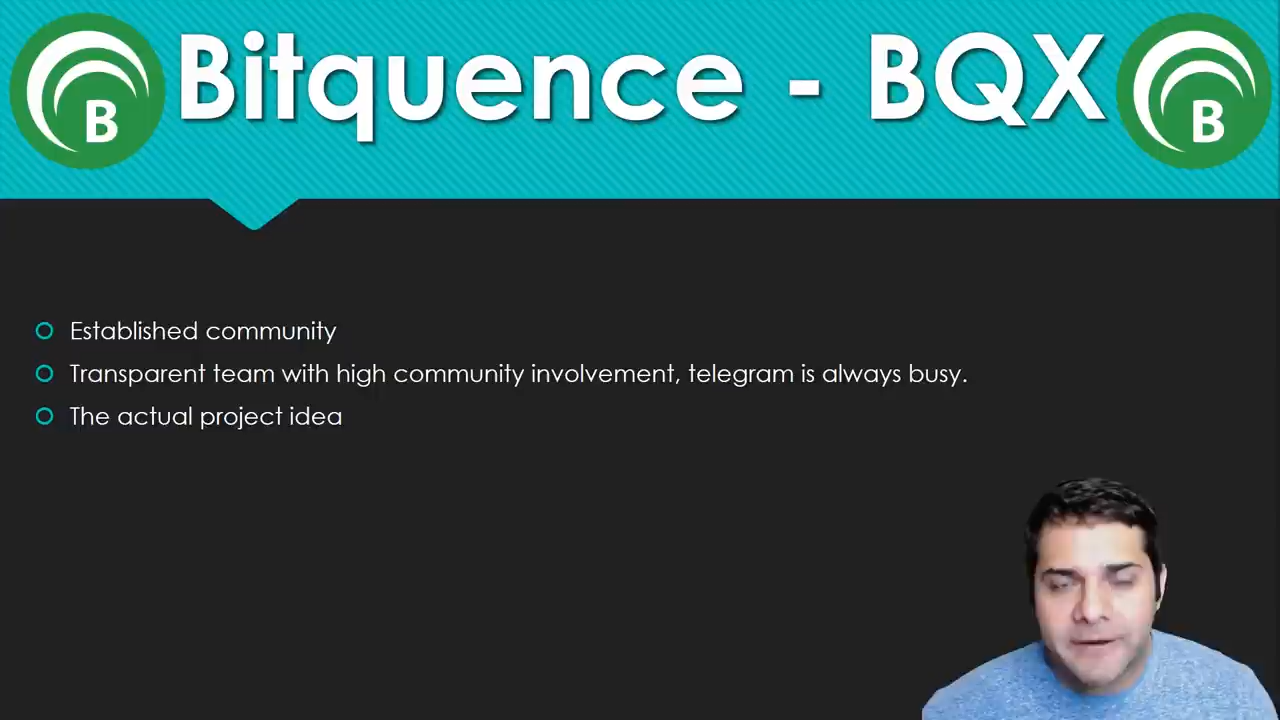 B Bitquence - BQX B
Established community
Transparent team with high community involvement, telegram is always busy.
The actual project idea